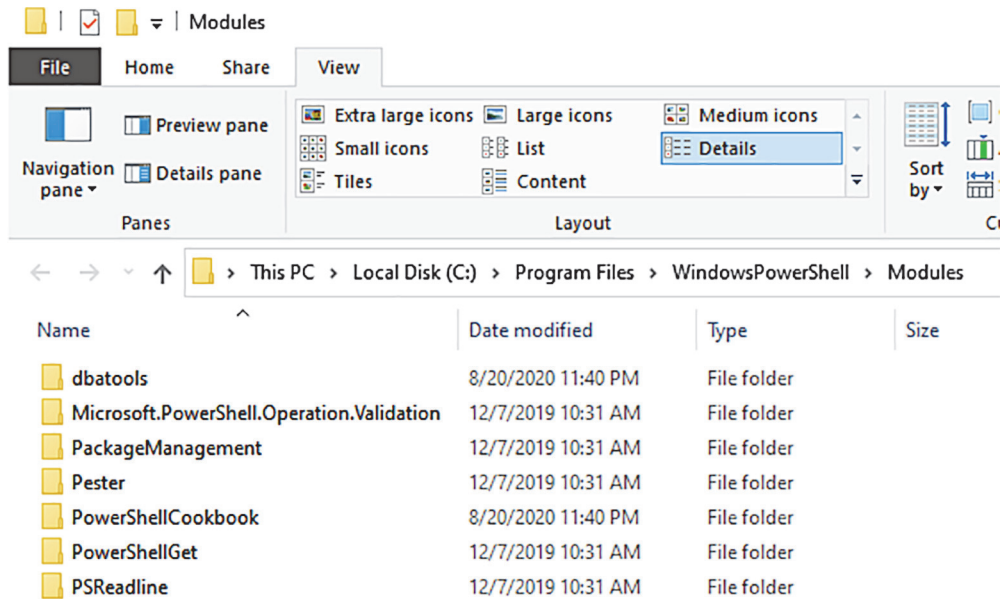 Modules
File Home Share View
Extra large icons Large icons Medium icons
Preview pane
Small icons List Details
Navigation pane
Details pane
Tiles Content
Sort by
Panes Layout
This PC > Local Disk (C:) > Program Files > WindowsPowerShell > Modules
Name Date modified Type Size
dbatools 8/20/2020 11:40 PM File folder
Microsoft.PowerShell.Operation.Validation 12/7/2019 10:31 AM File folder
PackageManagement 12/7/2019 10:31 AM File folder
Pester 12/7/2019 10:31 AM File folder
PowerShellCookbook 8/20/2020 11:40 PM File folder
PowerShellGet 12/7/2019 10:31 AM File folder
PSReadline 12/7/2019 10:31 AM File folder